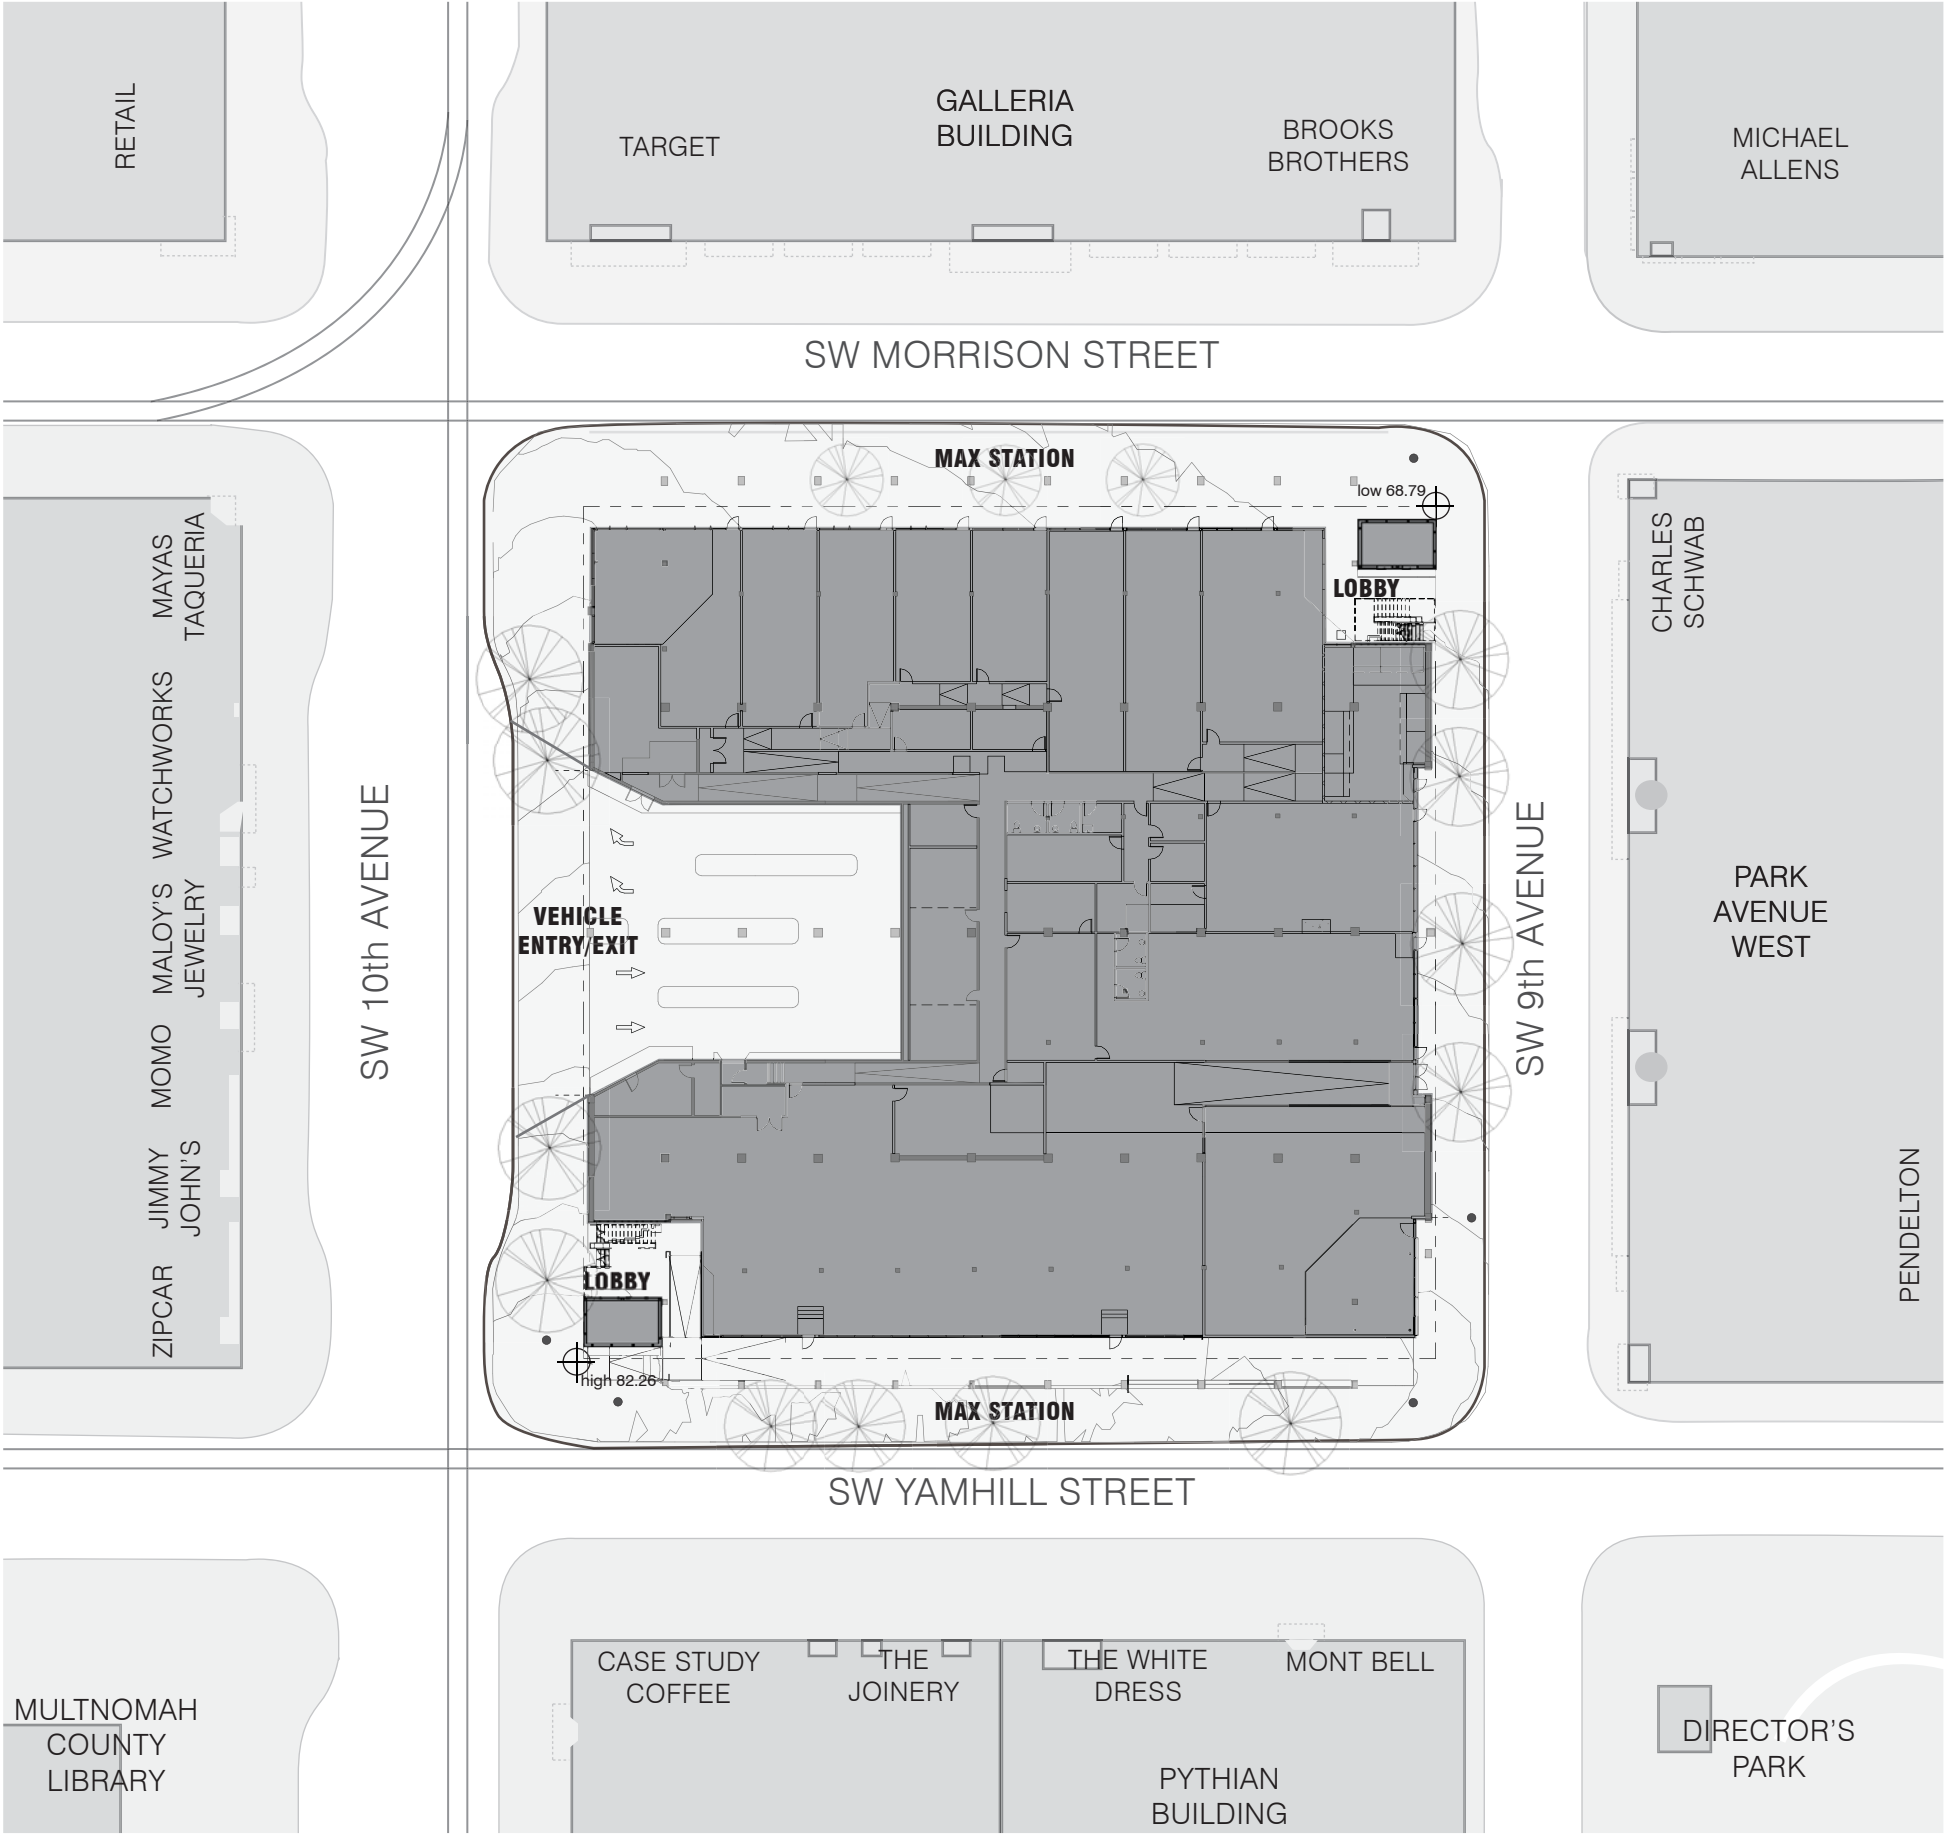 RETAIL
TARGET
GALLERIA
BUILDING
BROOKS
BROTHERS
MICHAEL
ALLENS
SW MORRISON STREET
MAX STATION
low 68.79
LOBBY
MAYAS
TAQUERIA
WATCHWORKS
MALOY'S
JEWELRY
MOMO
JIMMY
JOHN'S
ZIPCAR
SW 10th AVENUE
VEHICLE
ENTRY/EXIT
SW 9th AVENUE
CHARLES
SCHWAB
PARK
AVENUE
WEST
PENDELTON
LOBBY
high 82.26
MAX STATION
SW YAMHILL STREET
MULTNOMAH
COUNTY
LIBRARY
CASE STUDY
COFFEE
THE
JOINERY
THE WHITE
DRESS
MONT BELL
PYTHIAN
BUILDING
DIRECTOR'S
PARK